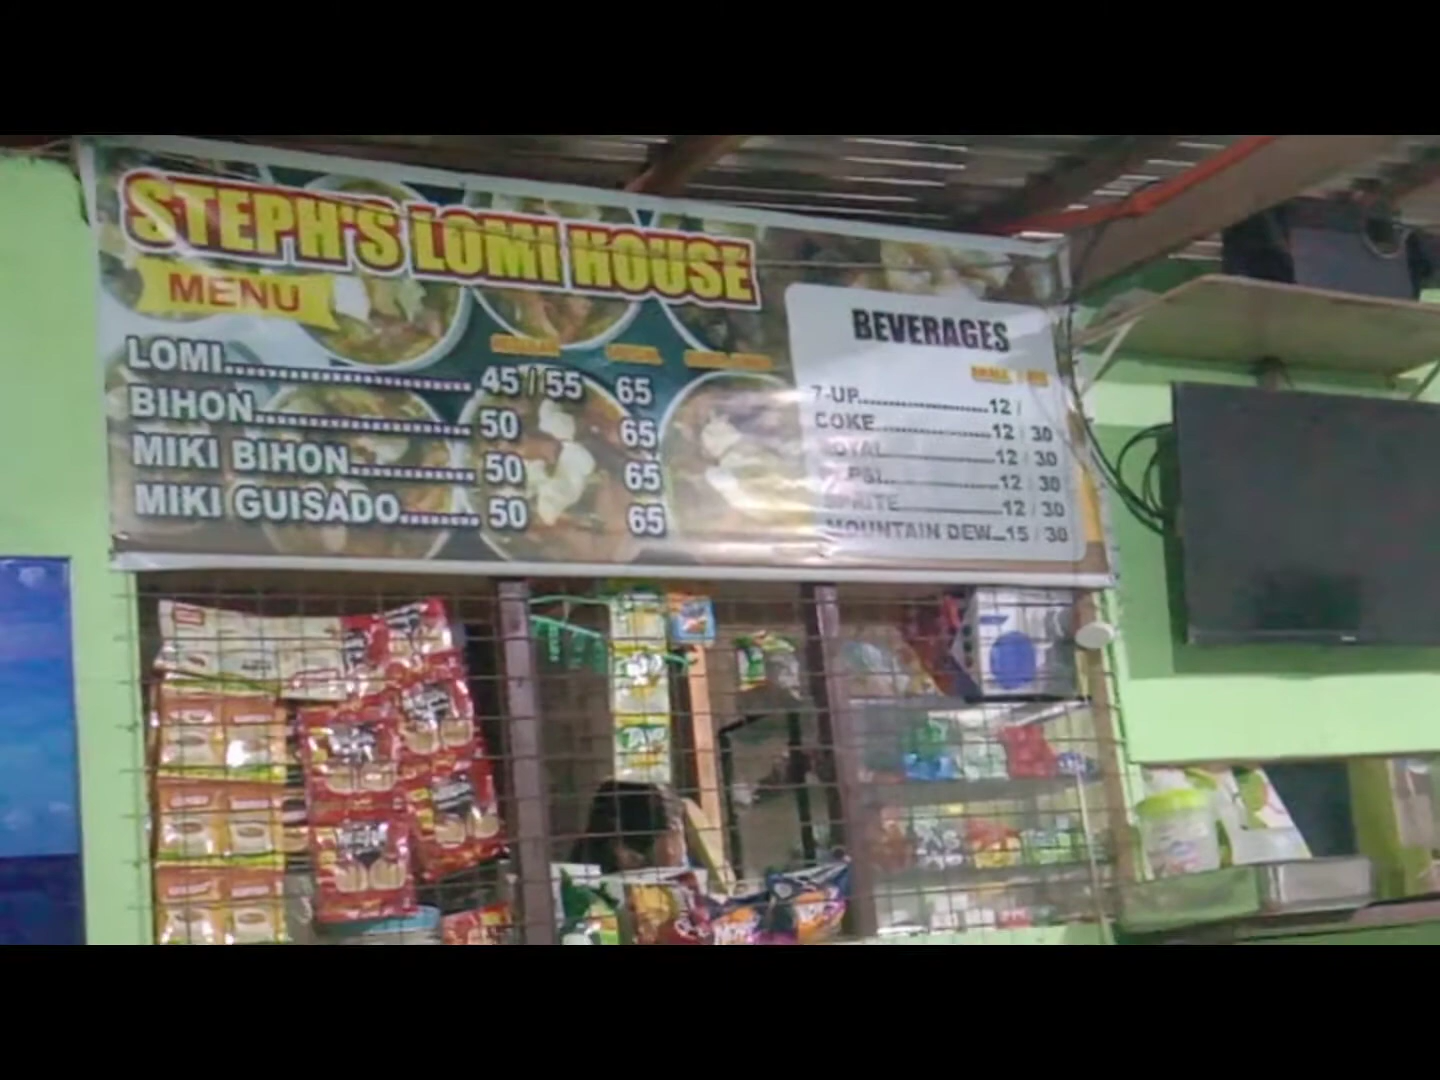 STEPH'S LOMI HOUSE
MENU
LOMI.......................... 45 / 55 65
BIHON....................... 50 65
MIKI BIHON............. 50 65
MIKI GUISADO........ 50 65
BEVERAGES
7-UP......................12 /
COKE....................12 / 30
....................12 / 30
....................12 / 30
....................12 / 30
MOUNTAIN DEW...15 / 30